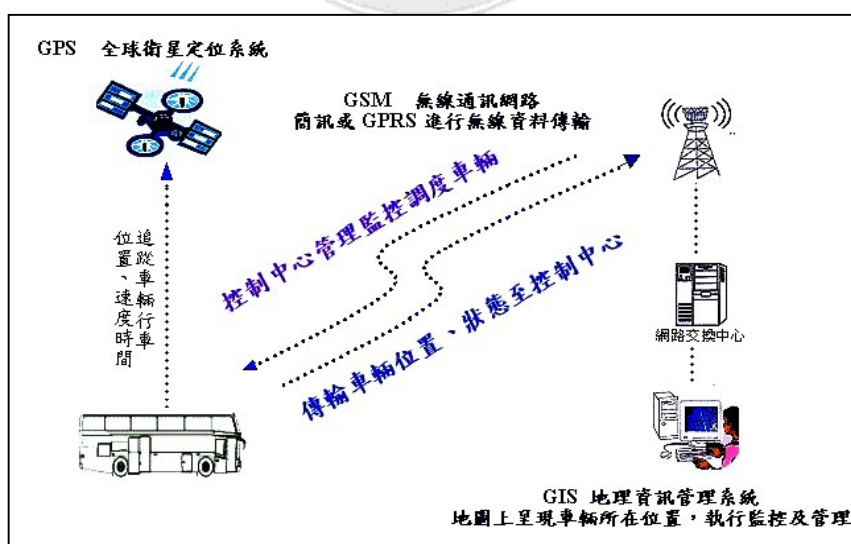 GPS 全球衛星定位系統
GSM 無線通訊網路
簡訊或 GPRS 進行無線資料傳輸
控制中心管理監控調度車輛
傳輸車輛位置、狀態至控制中心
追蹤車輛行車
位置、速度時間
網路交換中心
GIS 地理資訊管理系統
地圖上呈現車輛所在位置，執行監控及管理